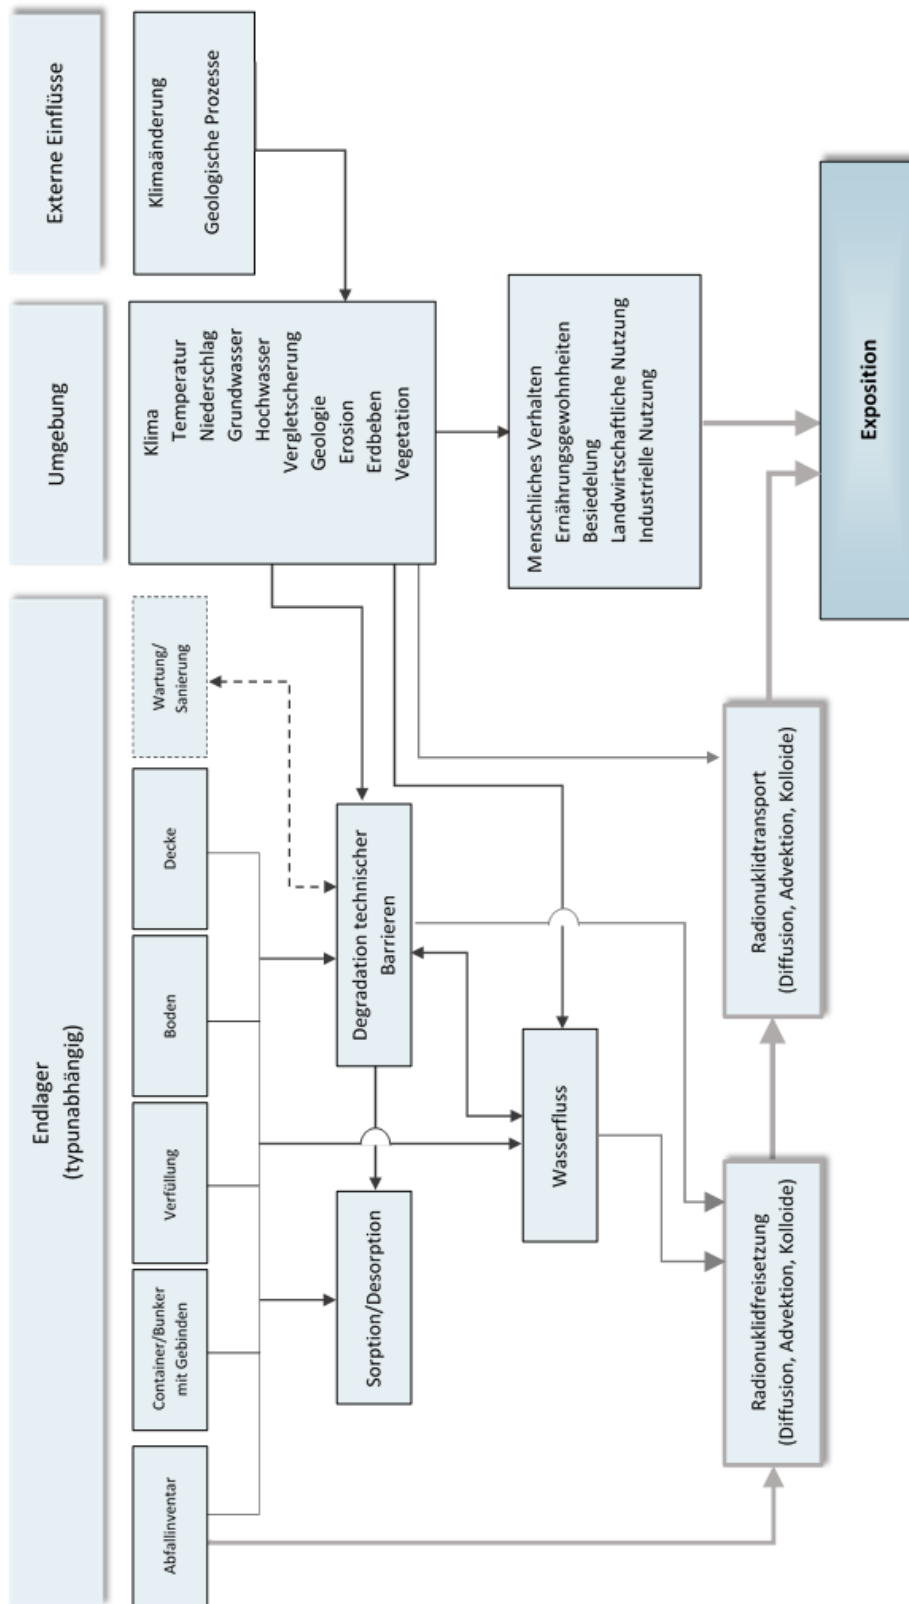 Endlager
(typunabhängig)
Umgebung
Externe Einflüsse
Abfallinventar
Container/Bunker
mit Gebinden
Verfüllung
Boden
Decke
Wartung/
Sanierung
Klima
Temperatur
Niederschlag
Grundwasser
Hochwasser
Vergletscherung
Geologie
Erosion
Erdbeben
Vegetation
Klimaänderung
Geologische Prozesse
Sorption/Desorption
Degradation technischer
Barrieren
Wasserfluss
Menschliches Verhalten
Ernährungsgewohnheiten
Besiedelung
Landwirtschaftliche Nutzung
Industrielle Nutzung
Radionuklidfreisetzung
(Diffusion, Advektion, Kolloide)
Radionuklidtransport
(Diffusion, Advektion, Kolloide)
Exposition